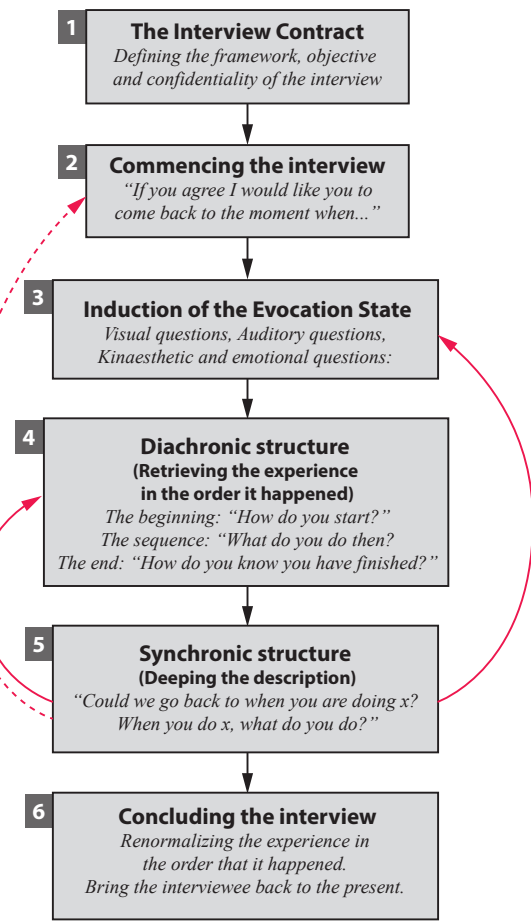 1
The Interview Contract
Defining the framework, objective
and confidentiality of the interview
2
Commencing the interview
“If you agree I would like you to
come back to the moment when...”
3
Induction of the Evocation State
Visual questions, Auditory questions,
Kinaesthetic and emotional questions:
4
Diachronic structure
(Retrieving the experience
in the order it happened)
The beginning: “How do you start?”
The sequence: “What do you do then?
The end: “How do you know you have finished?”
5
Synchronic structure
(Deeping the description)
“Could we go back to when you are doing x?
When you do x, what do you do?”
6
Concluding the interview
Renormalizing the experience in
the order that it happened.
Bring the interviewee back to the present.